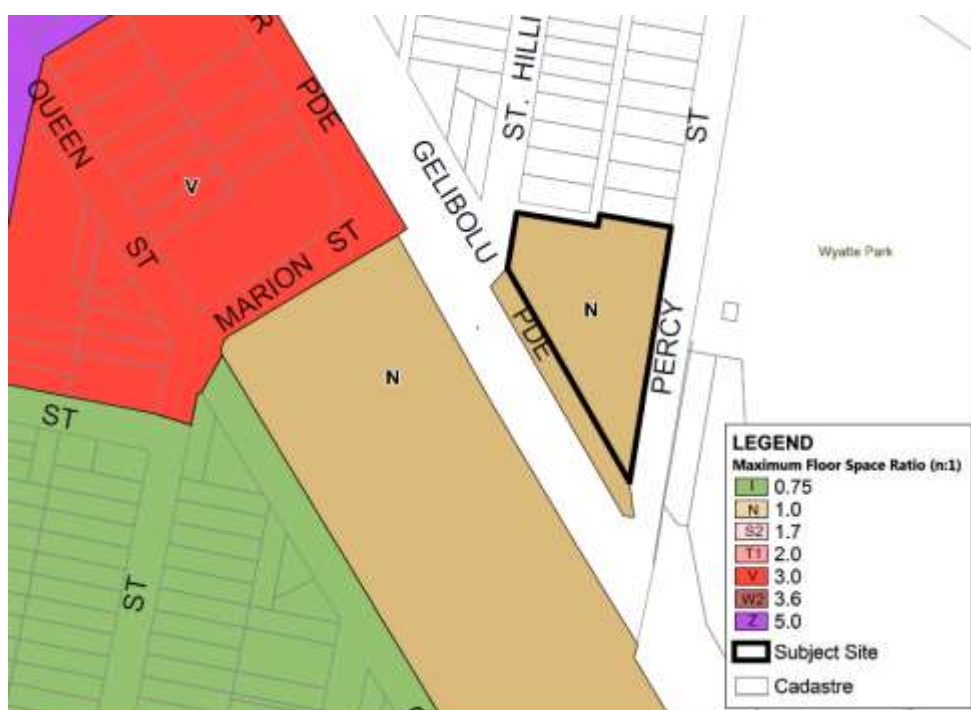 R
PDE
ST. HILLI
ST
QUEEN
GELIBOLU
V
ST
MARION
ST
Wyatte Park
PDE
N
PERCY
N
ST
ST
LEGEND
Maximum Floor Space Ratio (n:1)
I 0.75
N 1.0
S2 1.7
T1 2.0
V 3.0
W2 3.6
Z 5.0
Subject Site
Cadastre